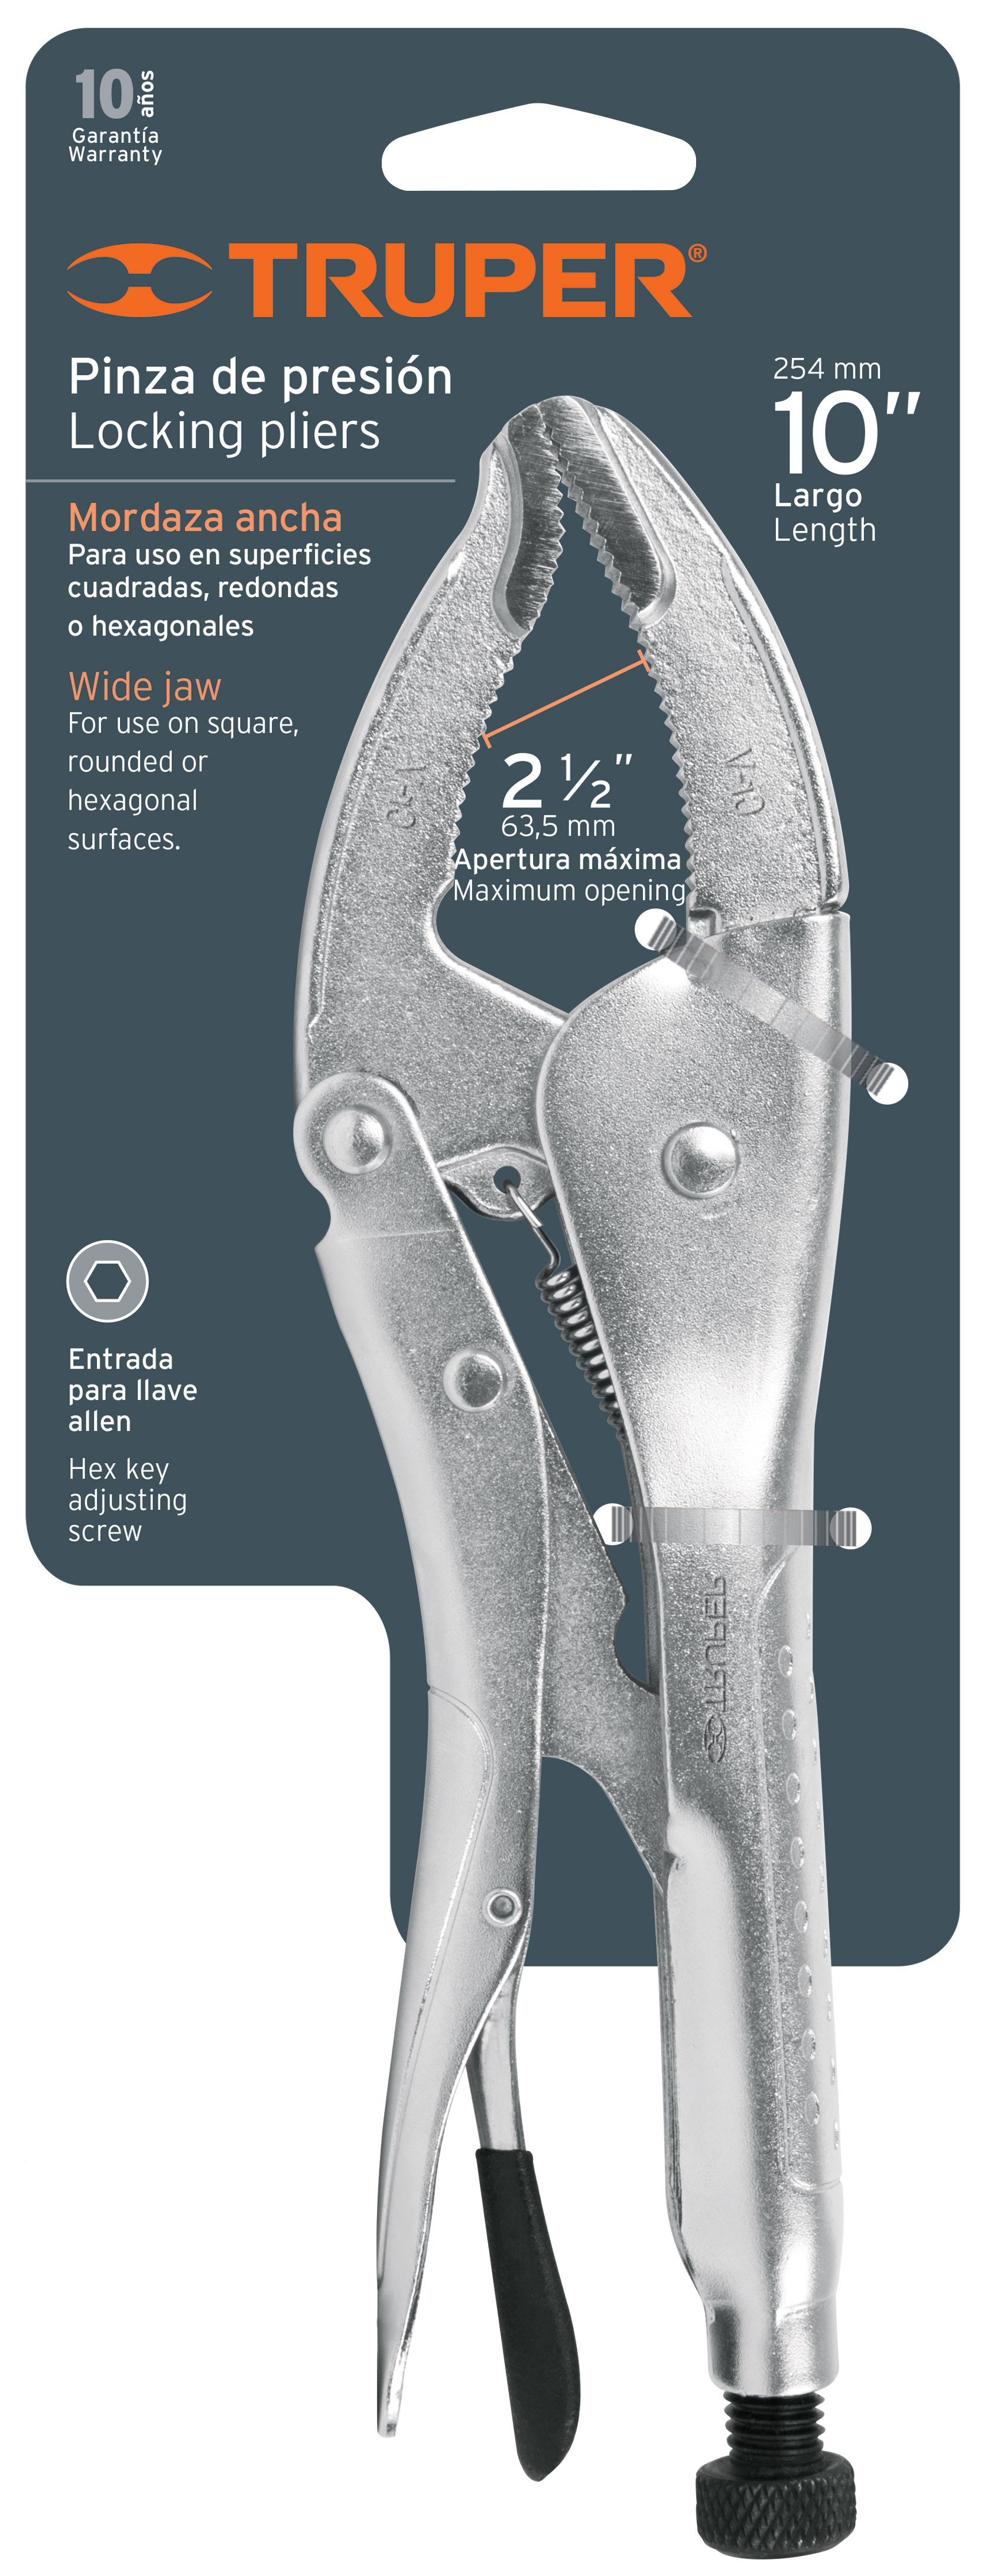 10 años
Garantía
Warranty
TRUPER®
Pinza de presión
Locking pliers
254 mm
10"
Largo
Length
Mordaza ancha
Para uso en superficies
cuadradas, redondas
o hexagonales
Wide jaw
For use on square,
rounded or
hexagonal
surfaces.
2 ½"
63,5 mm
Apertura máxima
Maximum opening
Cr-V
Cr-V
Entrada
para llave
allen
Hex key
adjusting
screw
TRUPER